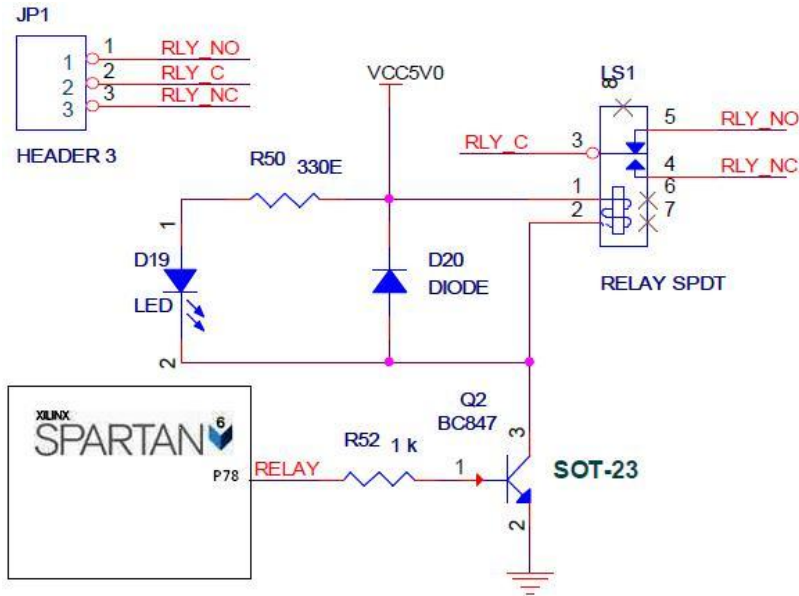 JP1
1 1 RLY_NO
2 2 RLY_C
3 3 RLY_NC
HEADER 3
VCC5V0
LS1
8
5 RLY_NO
RLY_C 3
4 RLY_NC
R50 330E
1 6
2 7
1
D19
LED
2
D20
DIODE
RELAY SPDT
XILINX
SPARTAN 6
P78 RELAY
R52 1 k
Q2
BC847
1
3
SOT-23
2